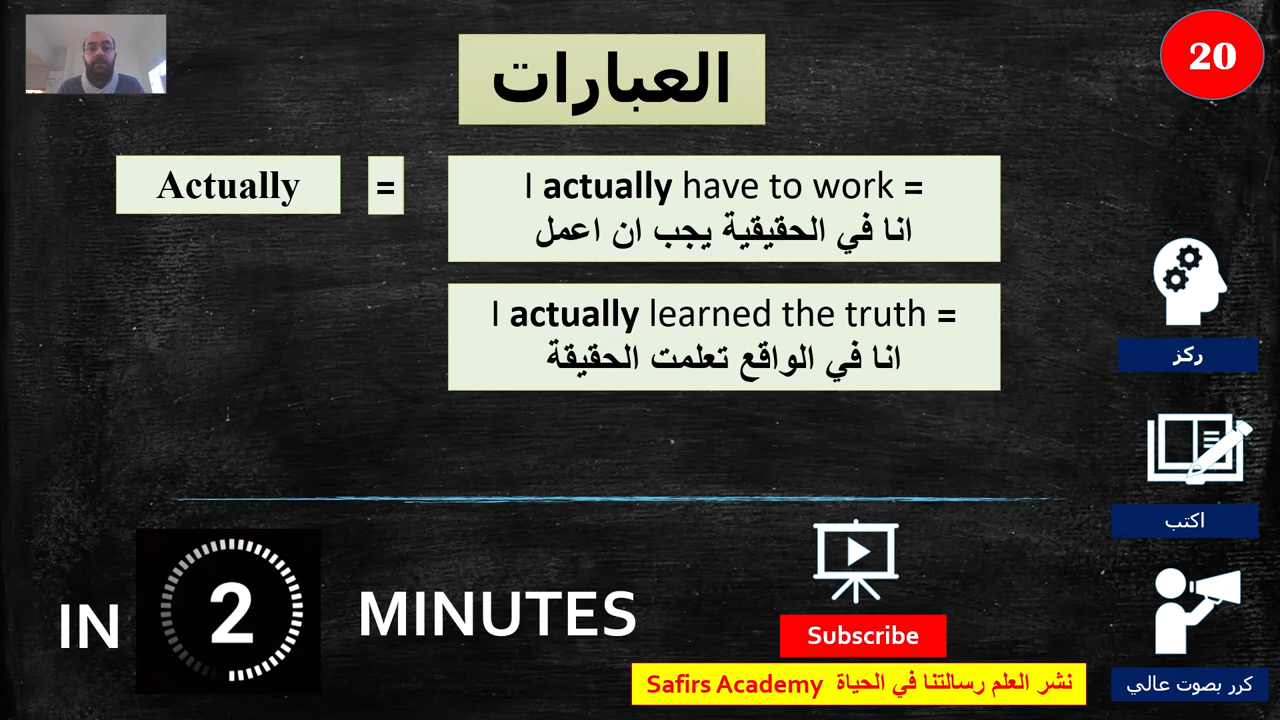 العبارات
20
Actually
=
I actually have to work =
انا في الحقيقية يجب ان اعمل
I actually learned the truth =
انا في الواقع تعلمت الحقيقة
ركز
اكتب
كرر بصوت عالي
IN 2 MINUTES
Subscribe
Safirs Academy نشر العلم رسالتنا في الحياة